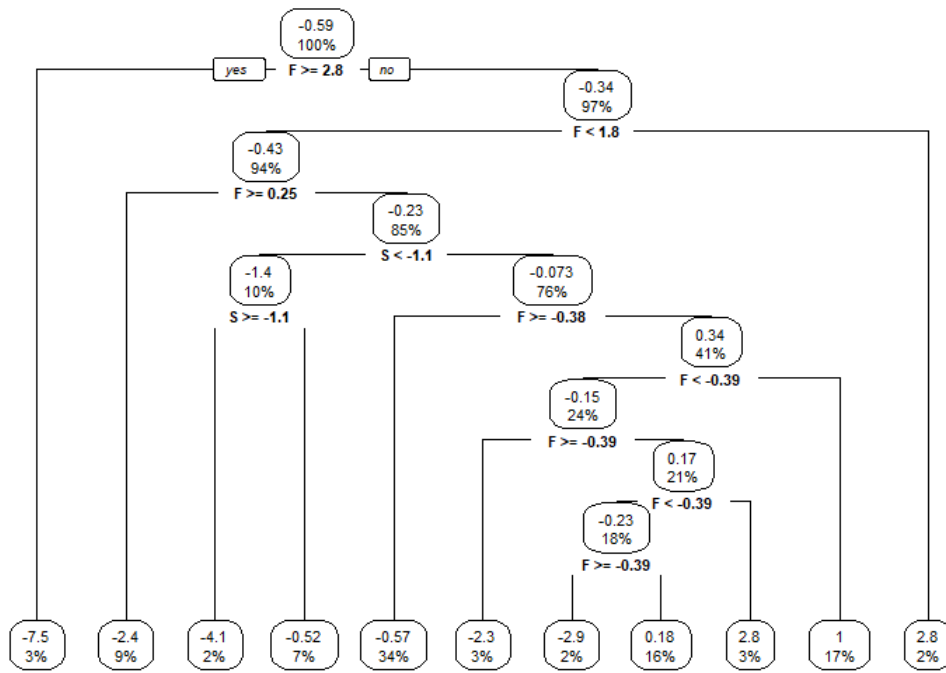 -0.59
100%
yes F >= 2.8 no
-0.34
97%
F < 1.8
-0.43
94%
F >= 0.25
-0.23
85%
S < -1.1
-1.4 -0.073
10% 76%
S >= -1.1 F >= -0.38
0.34
41%
F < -0.39
-0.15
24%
F >= -0.39
0.17
21%
F < -0.39
-0.23
18%
F >= -0.39
-7.5 -2.4 -4.1 -0.52 -0.57 -2.3 -2.9 0.18 2.8 1 2.8
3% 9% 2% 7% 34% 3% 2% 16% 3% 17% 2%